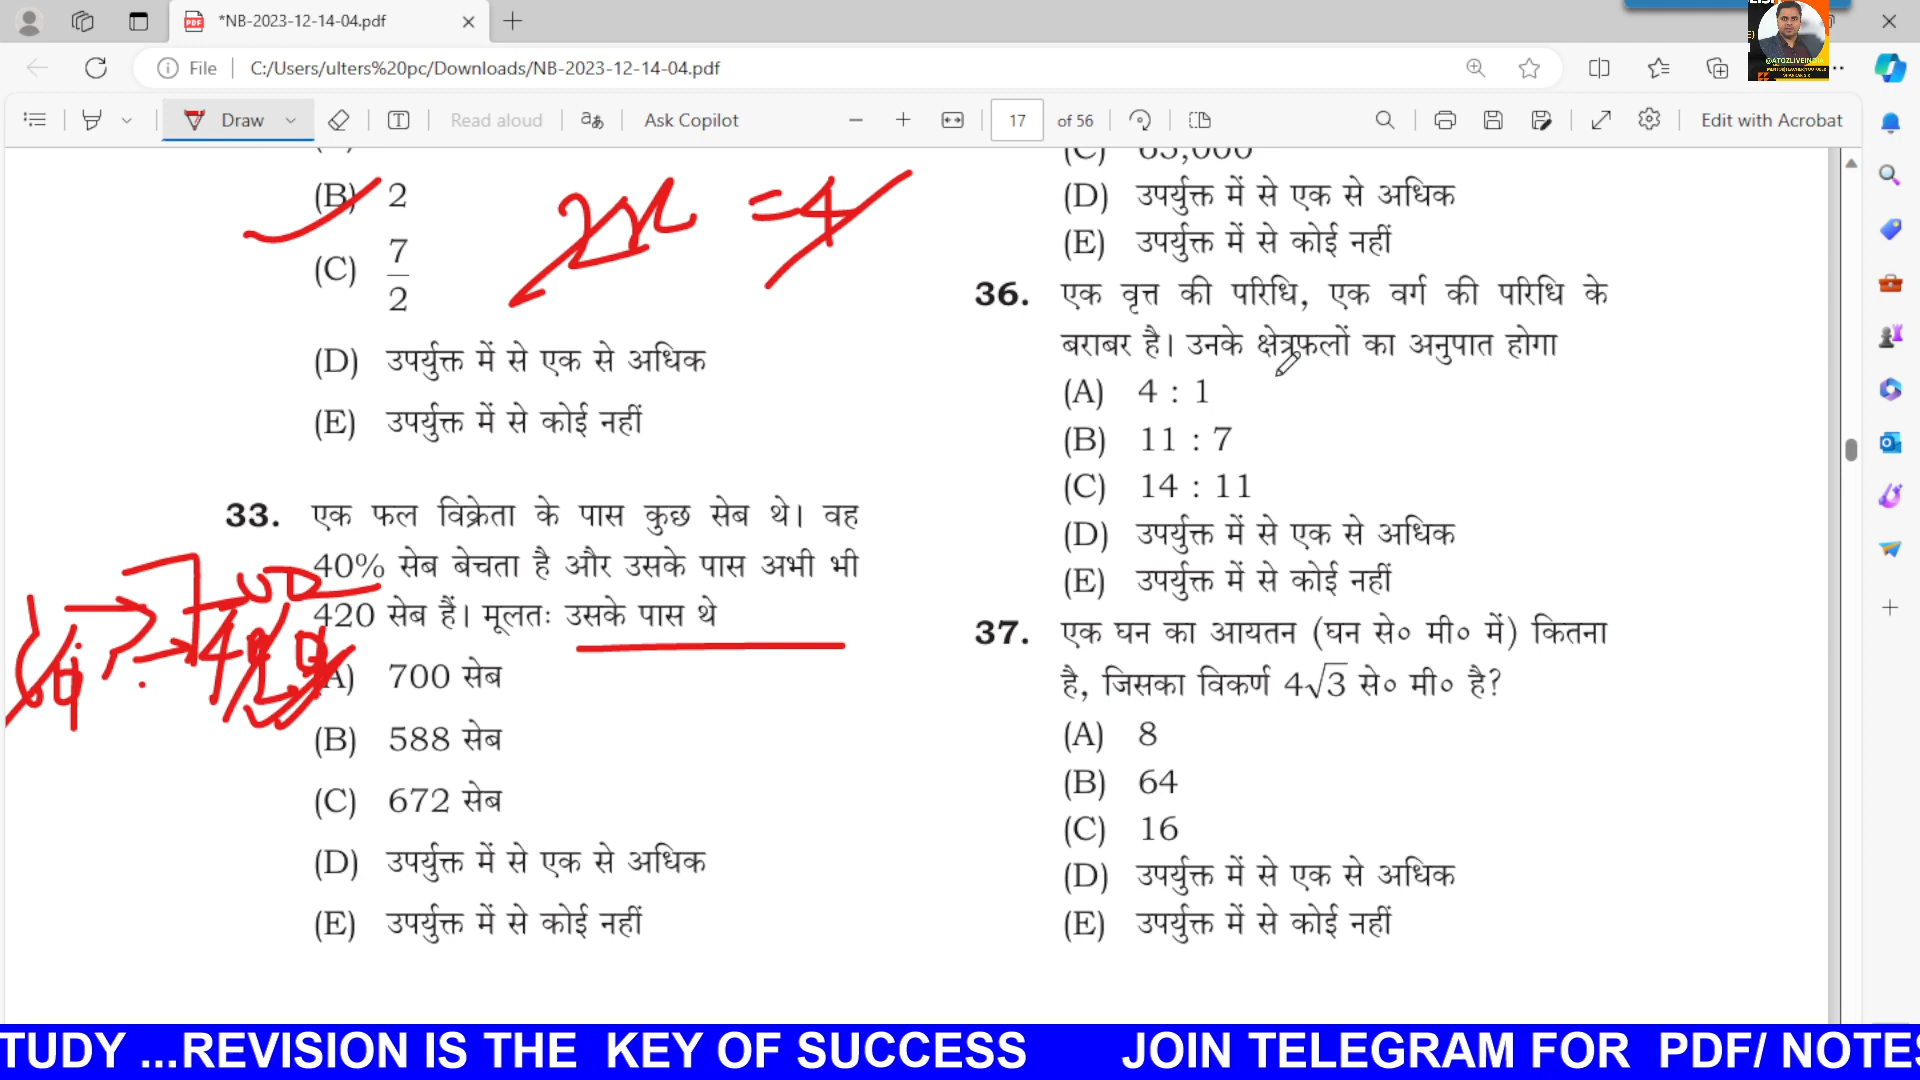 *NB-2023-12-14-04.pdf
File
C:/Users/ulters%20pc/Downloads/NB-2023-12-14-04.pdf
@ATOZLIVEINDIA
Draw
Read aloud
Ask Copilot
17
of 56
Edit with Acrobat
(B) 2
2x = 4
(C) 7/2
(D) उपर्युक्त में से एक से अधिक
(E) उपर्युक्त में से कोई नहीं
33. एक फल विक्रेता के पास कुछ सेब थे। वह
40% सेब बेचता है और उसके पास अभी भी
420 सेब हैं। मूलतः उसके पास थे
(A) 700 सेब
(B) 588 सेब
(C) 672 सेब
(D) उपर्युक्त में से एक से अधिक
(E) उपर्युक्त में से कोई नहीं
(C) 65,000
(D) उपर्युक्त में से एक से अधिक
(E) उपर्युक्त में से कोई नहीं
36. एक वृत्त की परिधि, एक वर्ग की परिधि के
बराबर है। उनके क्षेत्रफलों का अनुपात होगा
(A) 4 : 1
(B) 11 : 7
(C) 14 : 11
(D) उपर्युक्त में से एक से अधिक
(E) उपर्युक्त में से कोई नहीं
37. एक घन का आयतन (घन से० मी० में) कितना
है, जिसका विकर्ण 4√3 से० मी० है?
(A) 8
(B) 64
(C) 16
(D) उपर्युक्त में से एक से अधिक
(E) उपर्युक्त में से कोई नहीं
TUDY ...REVISION IS THE KEY OF SUCCESS JOIN TELEGRAM FOR PDF/ NOTES